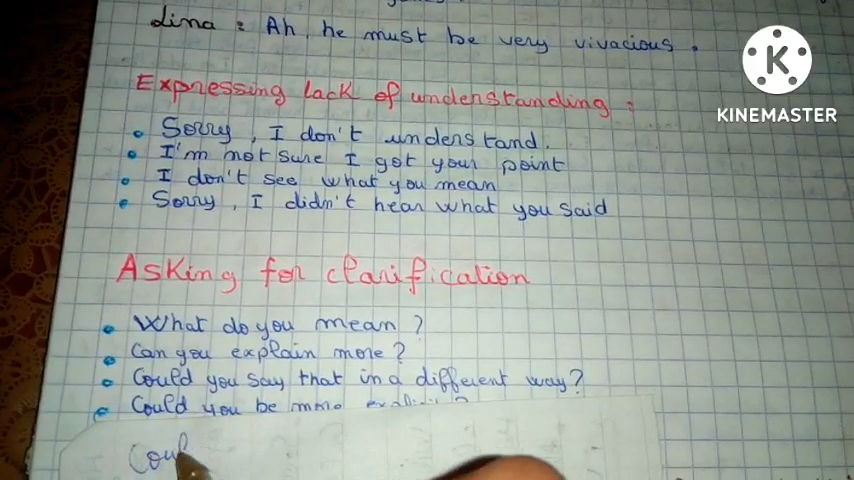 Lima : Ah, he must be very vivacious.
Expressing lack of understanding :
• Sorry, I don't understand.
• I'm not sure I got your point
• I don't see what you mean
• Sorry, I didn't hear what you said
Asking for clarification
• What do you mean ?
• Can you explain more ?
• Could you say that in a different way ?
• Could you be more
Coul
K
KINEMASTER